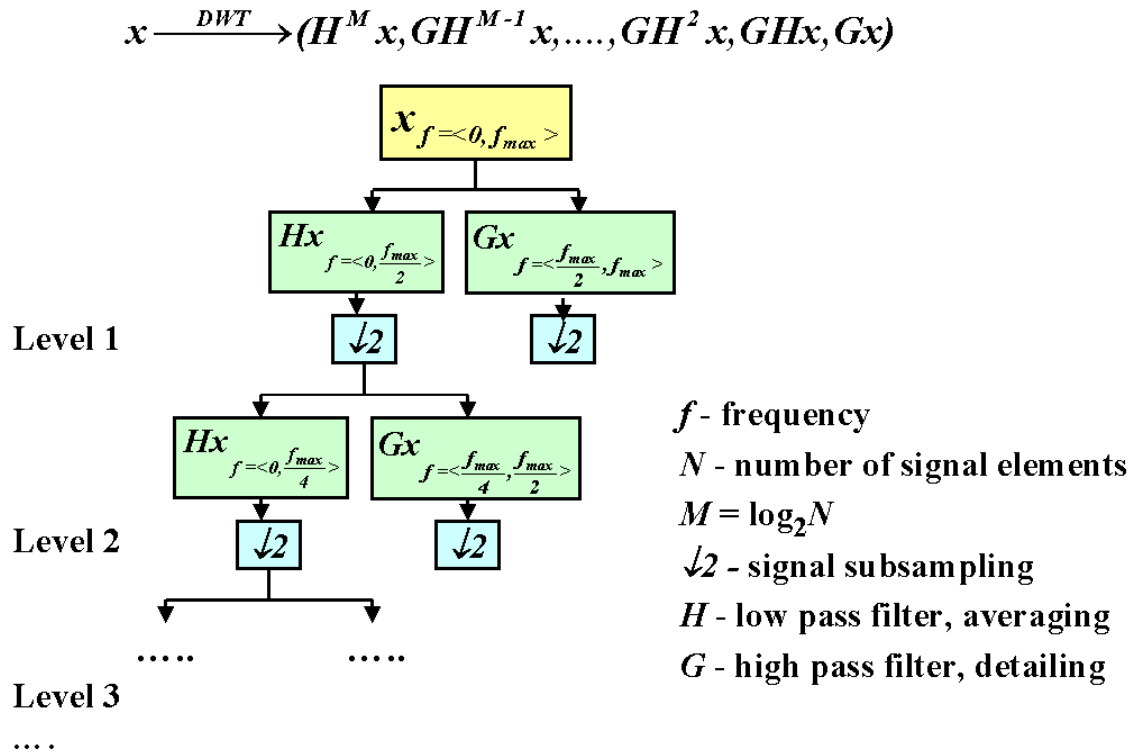 x —DWT→ (H^M x, GH^{M-1} x, ...., GH^2 x, GHx, Gx)
x f=<0, f_max>
Hx f=<0, f_max/2>
Gx f=<f_max/2, f_max>
Level 1
↓2
↓2
Hx f=<0, f_max/4>
Gx f=<f_max/4, f_max/2>
Level 2
↓2
↓2
.....
.....
Level 3
....
f - frequency
N - number of signal elements
M = log₂N
↓2 - signal subsampling
H - low pass filter, averaging
G - high pass filter, detailing